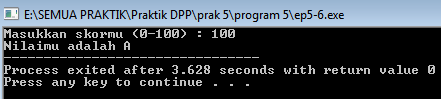 E:\SEMUA PRAKTIK\Praktik DPP\prak 5\program 5\ep5-6.exe
Masukkan skormu (0-100) : 100
Nilaimu adalah A
--------------------------------
Process exited after 3.628 seconds with return value 0
Press any key to continue . . .